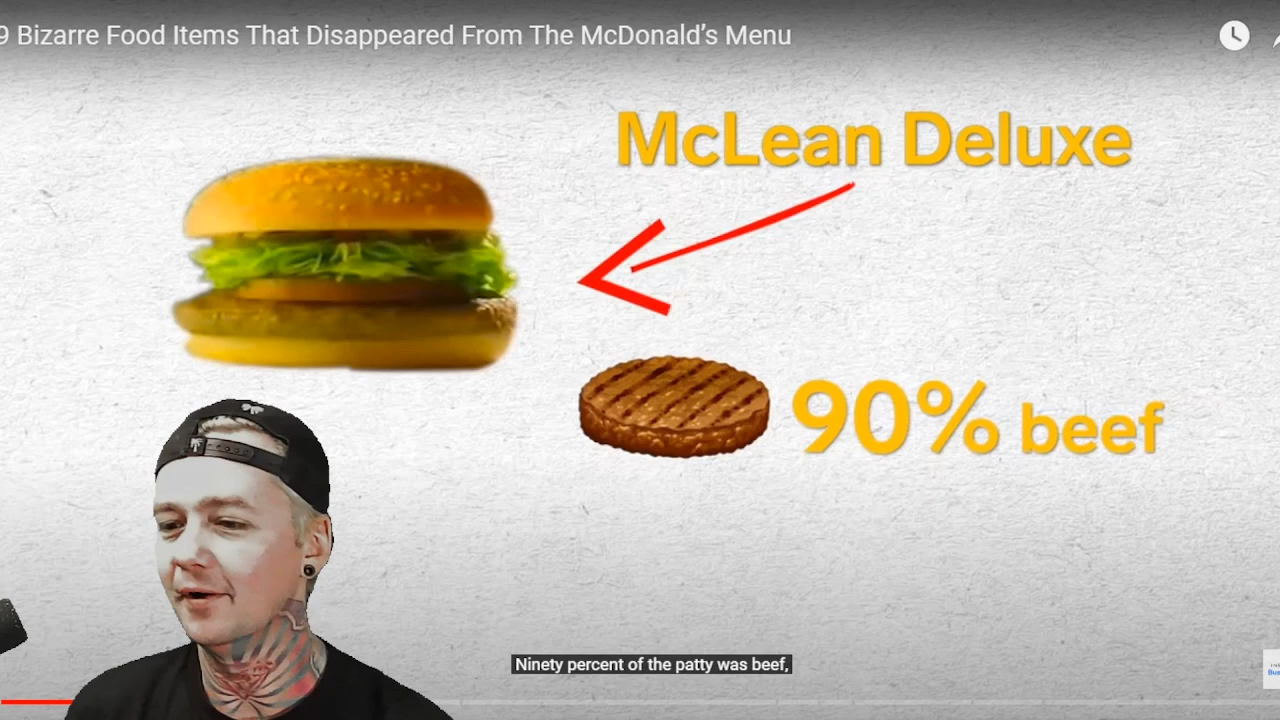 9 Bizarre Food Items That Disappeared From The McDonald’s Menu
McLean Deluxe
90% beef
Ninety percent of the patty was beef,